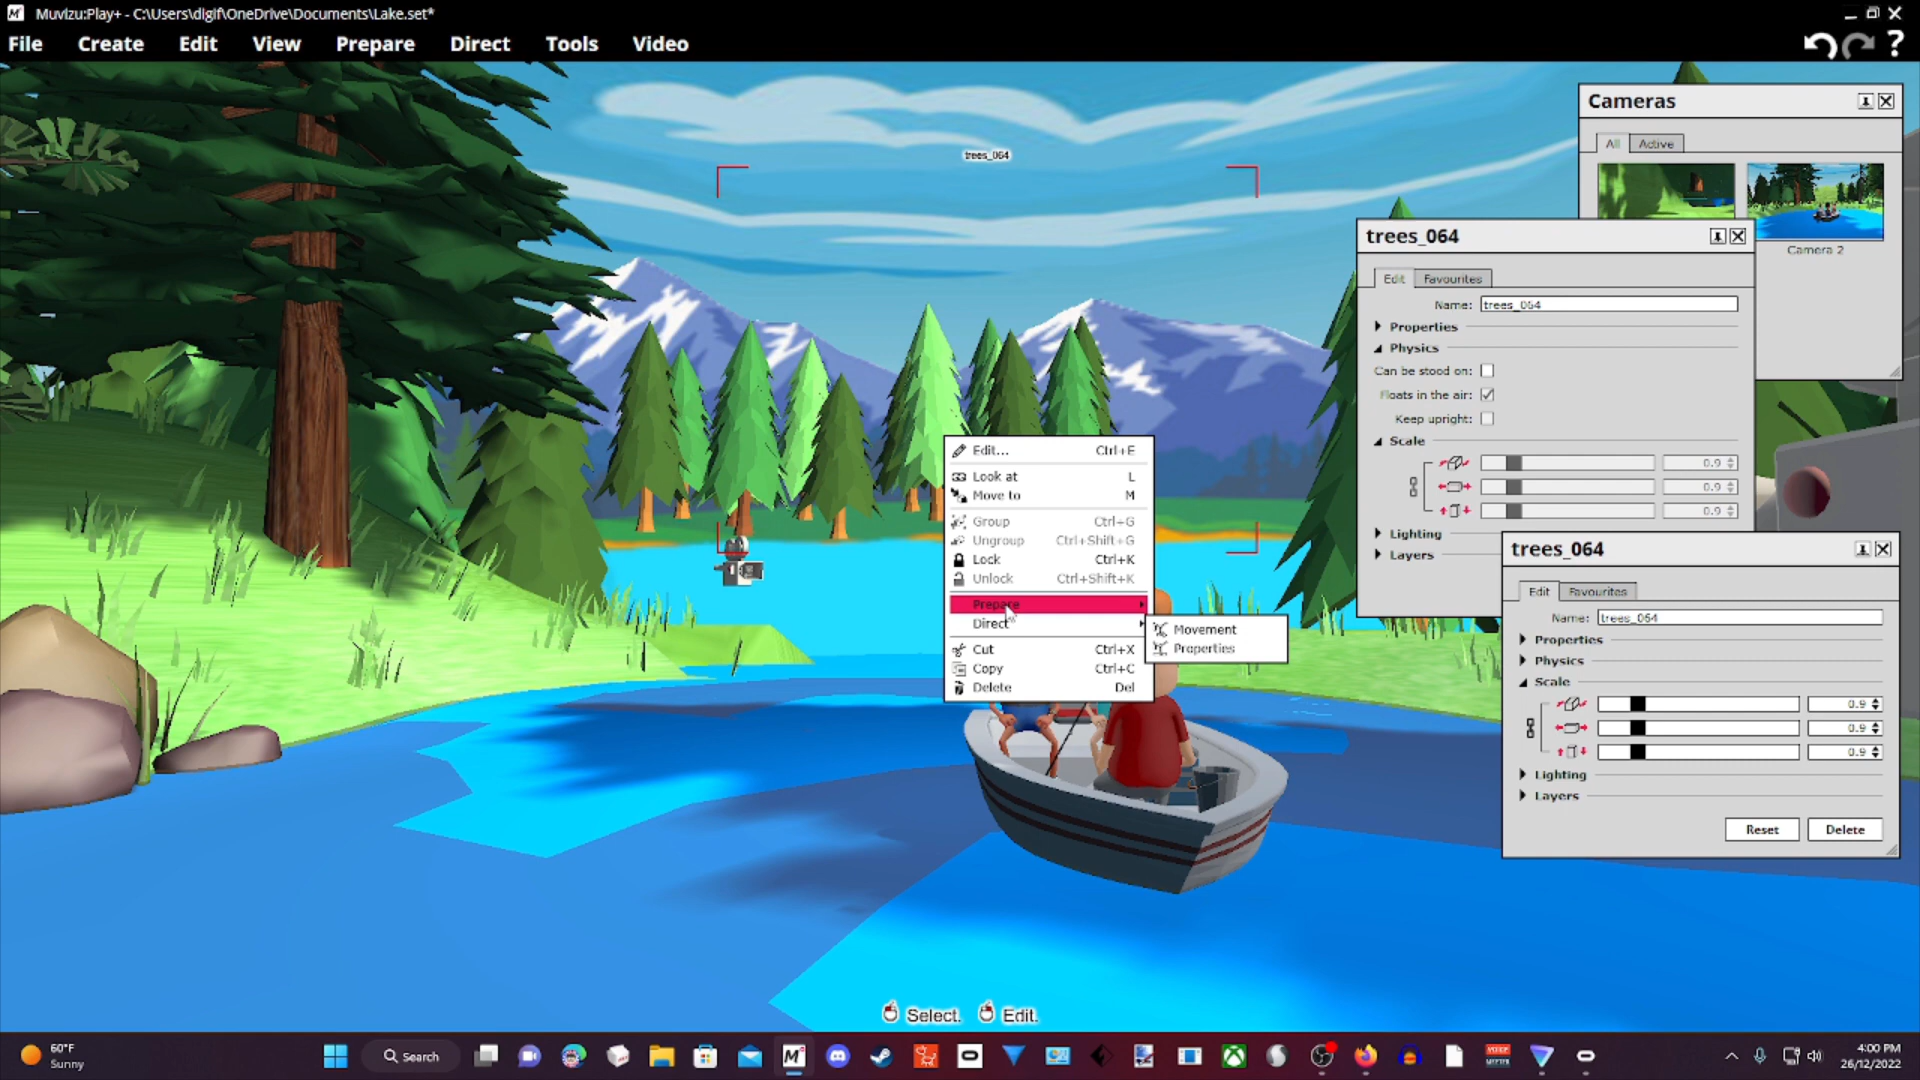 Muvizu:Play+ - C:\Users\digif\OneDrive\Documents\Lake.set*
File Create Edit View Prepare Direct Tools Video
?
trees_064
Cameras
All Active
Camera 2
trees_064
Edit Favourites
Name: trees_064
Properties
Physics
Can be stood on:
Floats in the air:
Keep upright:
Scale
0.9
0.9
0.9
Lighting
Layers
Edit... Ctrl+E
Look at L
Move to M
Group Ctrl+G
Ungroup Ctrl+Shift+G
Lock Ctrl+K
Unlock Ctrl+Shift+K
Prepare
Direct
Cut Ctrl+X
Copy Ctrl+C
Delete Del
Movement
Properties
trees_064
Edit Favourites
Name: trees_064
Properties
Physics
Scale
0.9
0.9
0.9
Lighting
Layers
Reset Delete
Select. Edit.
60°F
Sunny
Search
4:00 PM
26/12/2022